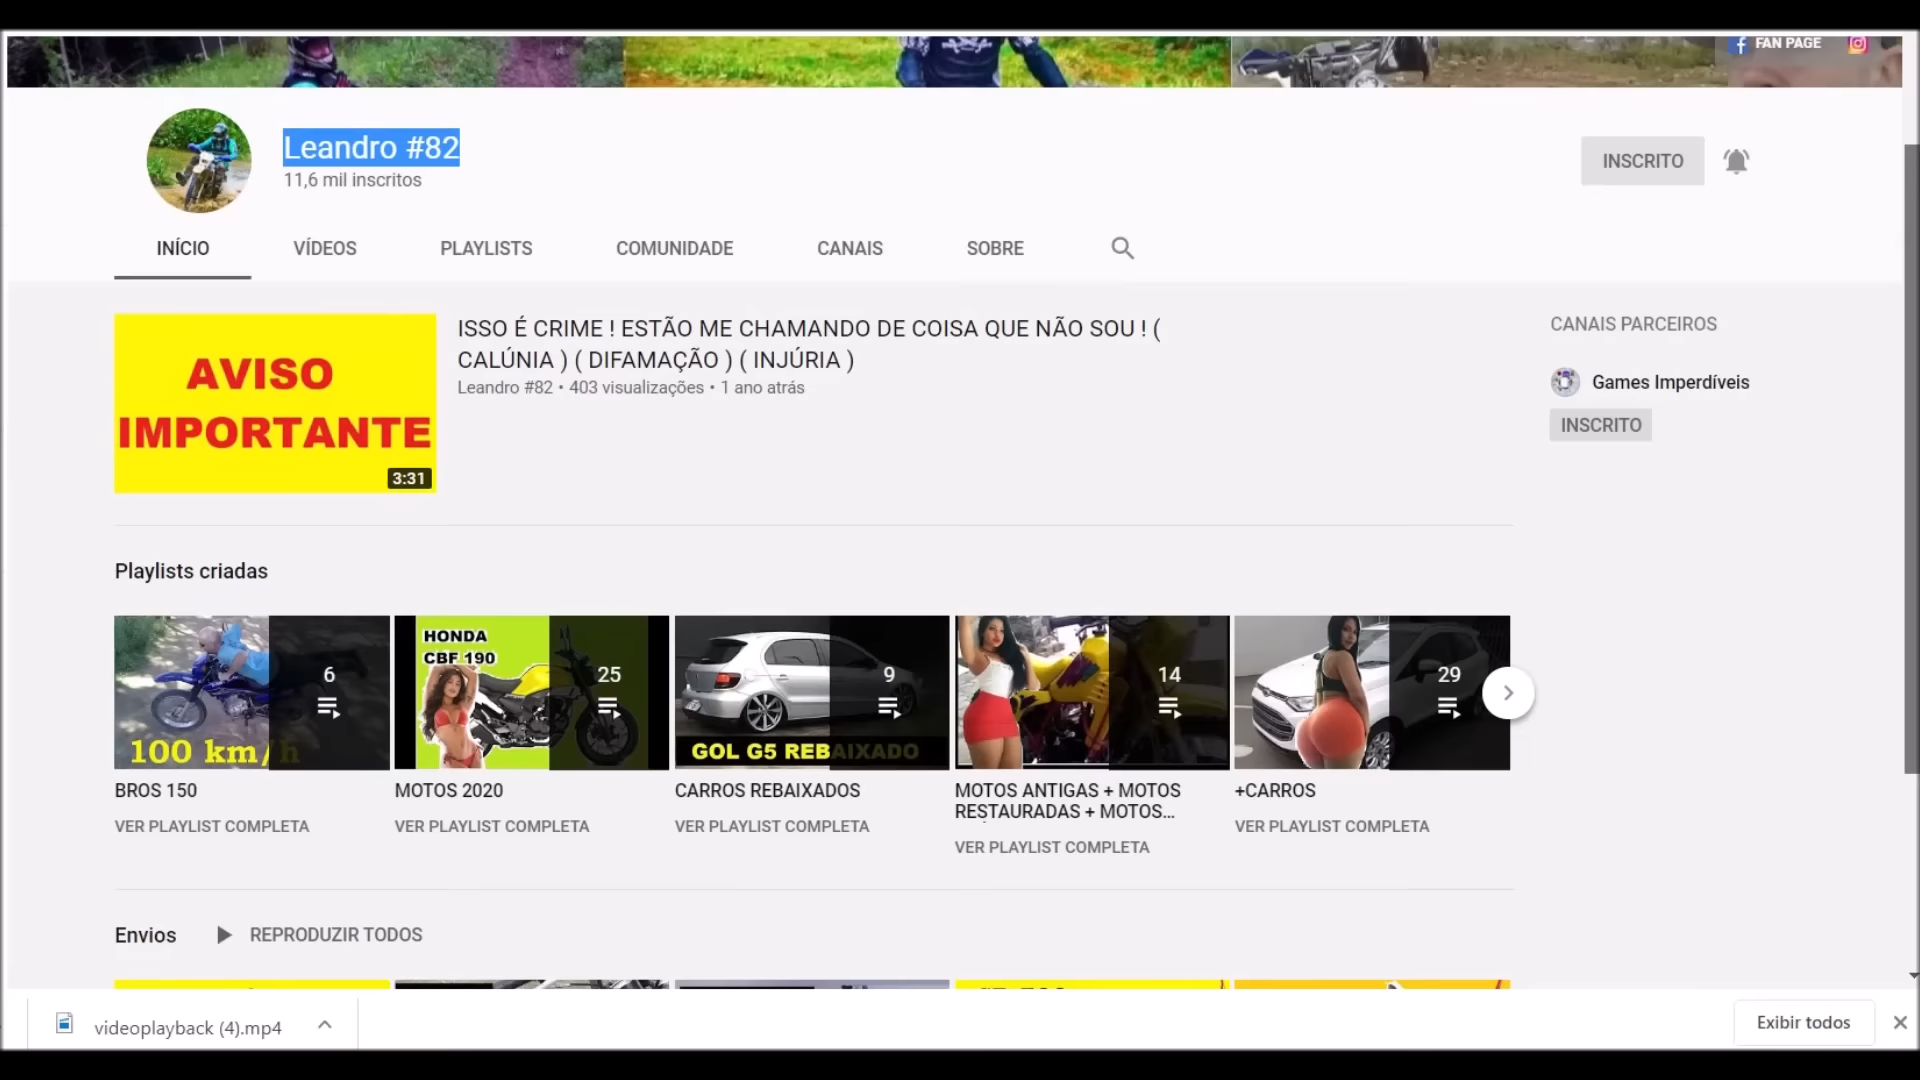 FAN PAGE
Leandro #82
11,6 mil inscritos
INSCRITO
INÍCIO
VÍDEOS
PLAYLISTS
COMUNIDADE
CANAIS
SOBRE
AVISO
IMPORTANTE
3:31
ISSO É CRIME ! ESTÃO ME CHAMANDO DE COISA QUE NÃO SOU ! (
CALÚNIA ) ( DIFAMAÇÃO ) ( INJÚRIA )
Leandro #82 • 403 visualizações • 1 ano atrás
CANAIS PARCEIROS
Games Imperdíveis
INSCRITO
Playlists criadas
100 km/h
6
BROS 150
VER PLAYLIST COMPLETA
HONDA
CBF 190
25
MOTOS 2020
VER PLAYLIST COMPLETA
GOL G5 REBAIXADO
9
CARROS REBAIXADOS
VER PLAYLIST COMPLETA
14
MOTOS ANTIGAS + MOTOS
RESTAURADAS + MOTOS...
VER PLAYLIST COMPLETA
29
+CARROS
VER PLAYLIST COMPLETA
Envios
REPRODUZIR TODOS
videoplayback (4).mp4
Exibir todos